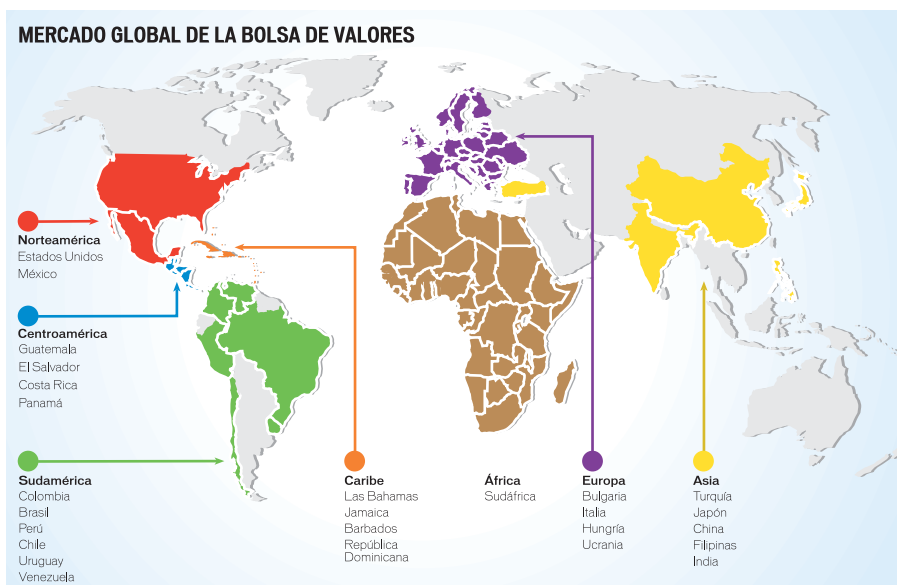 MERCADO GLOBAL DE LA BOLSA DE VALORES
Norteamérica
Estados Unidos
México
Centroamérica
Guatemala
El Salvador
Costa Rica
Panamá
Sudamérica
Colombia
Brasil
Perú
Chile
Uruguay
Venezuela
Caribe
Las Bahamas
Jamaica
Barbados
República
Dominicana
África
Sudáfrica
Europa
Bulgaria
Italia
Hungría
Ucrania
Asia
Turquía
Japón
China
Filipinas
India